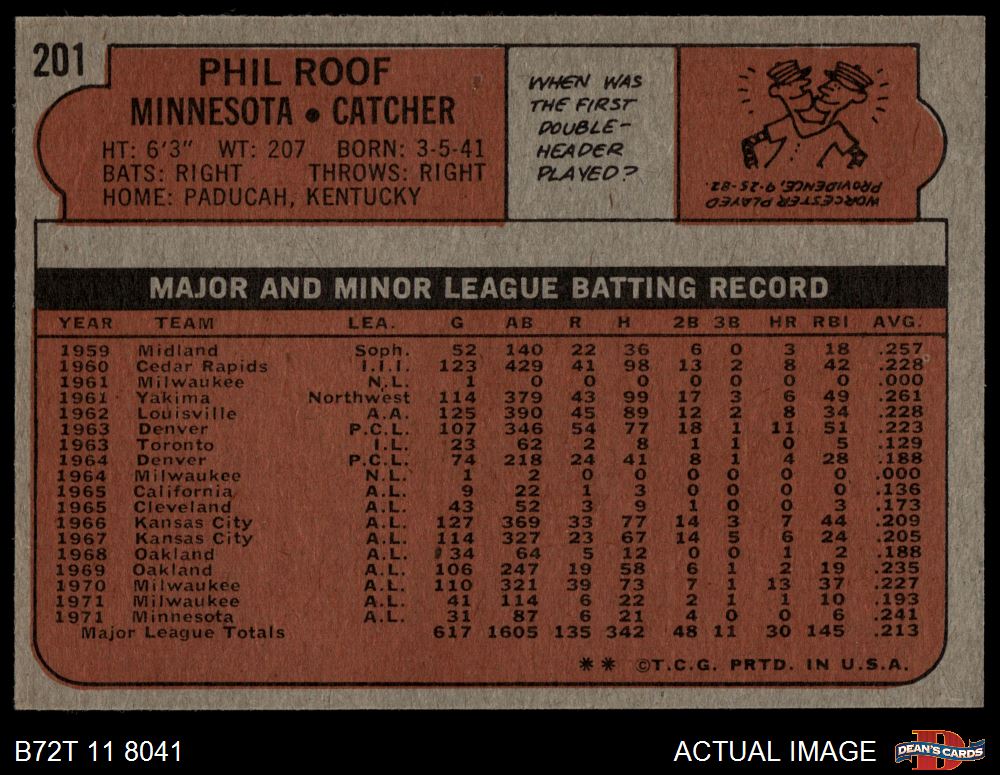 201
PHIL ROOF
MINNESOTA • CATCHER
HT: 6'3" WT: 207 BORN: 3-5-41
BATS: RIGHT THROWS: RIGHT
HOME: PADUCAH, KENTUCKY
WHEN WAS
THE FIRST
DOUBLE-
HEADER
PLAYED?
WORCESTER PLAYED
PROVIDENCE, 9-25-82.
MAJOR AND MINOR LEAGUE BATTING RECORD
YEAR TEAM LEA. G AB R H 2B 3B HR RBI AVG.
1959 Midland Soph. 52 140 22 36 6 0 3 18 .257
1960 Cedar Rapids I.I.I. 123 429 41 98 13 2 8 42 .228
1961 Milwaukee N.L. 1 0 0 0 0 0 0 0 .000
1961 Yakima Northwest 114 379 43 99 17 3 6 49 .261
1962 Louisville A.A. 125 390 45 89 12 2 8 34 .228
1963 Denver P.C.L. 107 346 54 77 18 1 11 51 .223
1963 Toronto I.L. 23 62 2 8 1 1 0 5 .129
1964 Denver P.C.L. 74 218 24 41 8 1 4 28 .188
1964 Milwaukee N.L. 1 2 0 0 0 0 0 0 .000
1965 California A.L. 9 22 1 3 0 0 0 0 .136
1965 Cleveland A.L. 43 52 3 9 1 0 0 3 .173
1966 Kansas City A.L. 127 369 33 77 14 3 7 44 .209
1967 Kansas City A.L. 114 327 23 67 14 5 6 24 .205
1968 Oakland A.L. 34 64 5 12 0 0 1 2 .188
1969 Oakland A.L. 106 247 19 58 6 1 2 19 .235
1970 Milwaukee A.L. 110 321 39 73 7 1 13 37 .227
1971 Milwaukee A.L. 41 114 6 22 2 1 1 10 .193
1971 Minnesota A.L. 31 87 6 21 4 0 0 6 .241
Major League Totals 617 1605 135 342 48 11 30 145 .213
** ©T.C.G. PRTD. IN U.S.A.
B72T 11 8041
ACTUAL IMAGE
DEAN'S CARDS